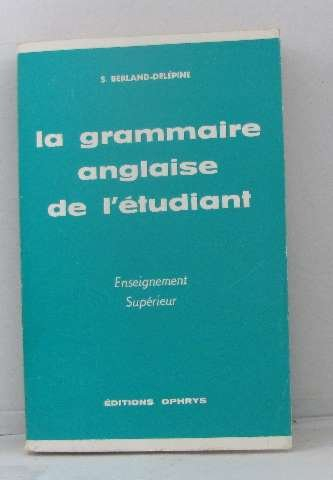 S. BERLAND-DELÉPINE
la grammaire
anglaise
de l'étudiant
Enseignement
Supérieur
ÉDITIONS OPHRYS